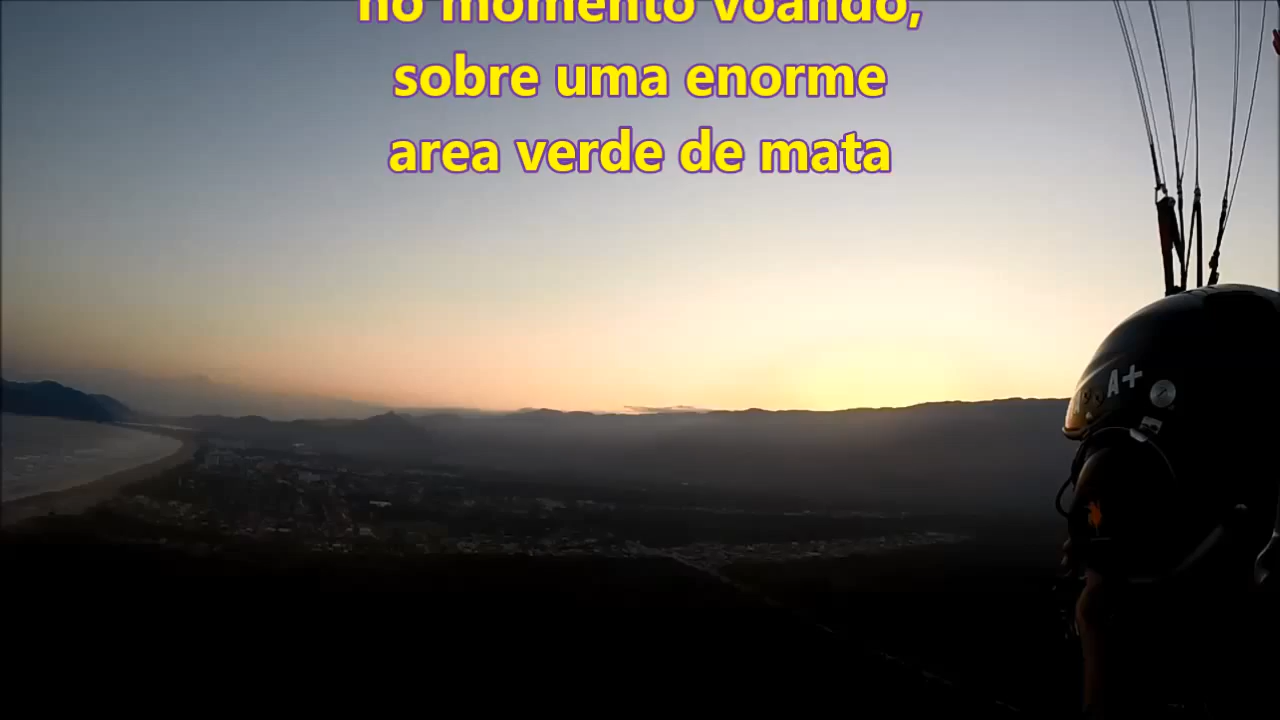 no momento voando,
sobre uma enorme
area verde de mata
A+